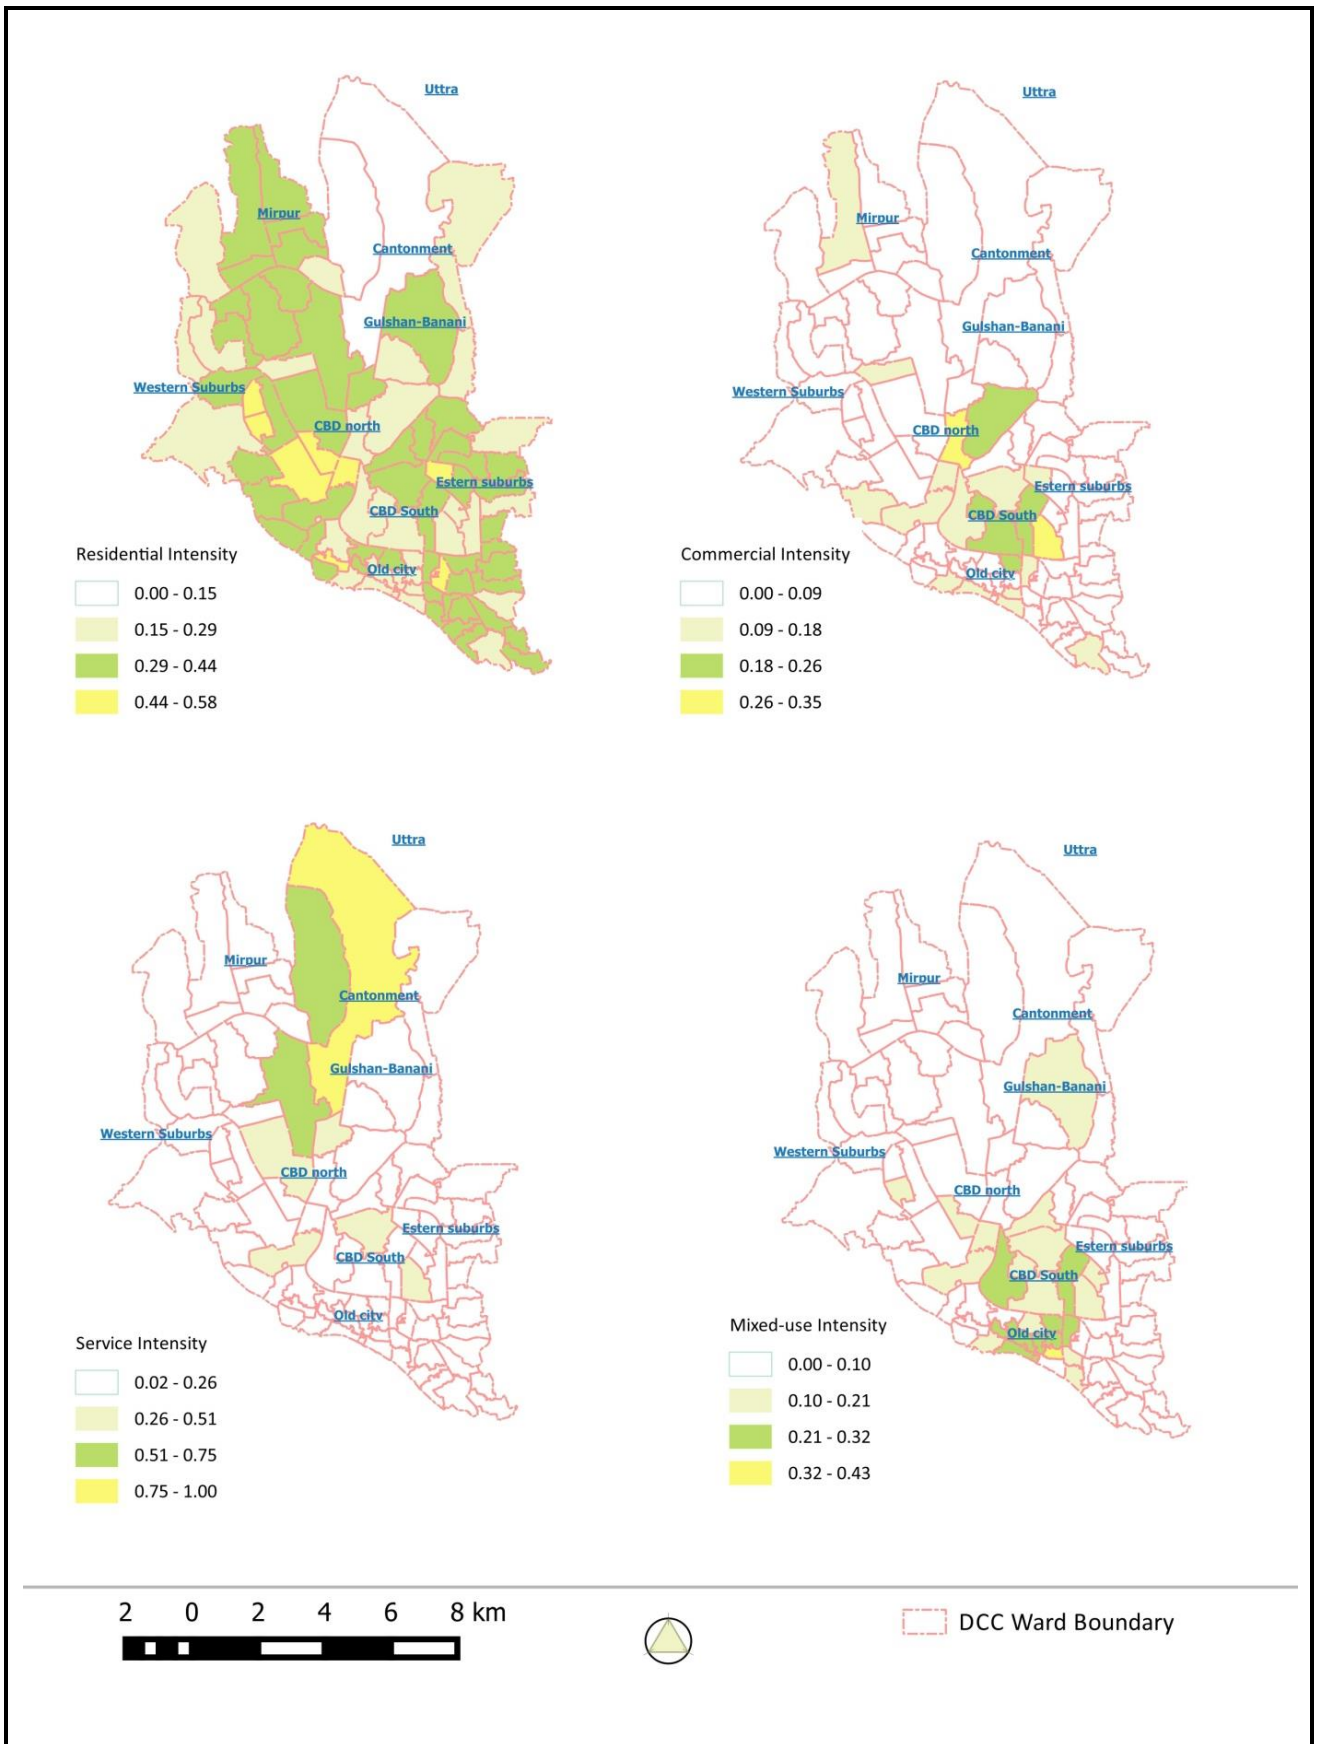 Uttra
Mirpur
Cantonment
Gulshan-Banani
Western Suburbs
CBD north
Estern suburbs
CBD South
Old city
Residential Intensity
0.00 - 0.15
0.15 - 0.29
0.29 - 0.44
0.44 - 0.58
Uttra
Mirpur
Cantonment
Gulshan-Banani
Western Suburbs
CBD north
Estern suburbs
CBD South
Old city
Commercial Intensity
0.00 - 0.09
0.09 - 0.18
0.18 - 0.26
0.26 - 0.35
Uttra
Mirpur
Cantonment
Gulshan-Banani
Western Suburbs
CBD north
Estern suburbs
CBD South
Old city
Service Intensity
0.02 - 0.26
0.26 - 0.51
0.51 - 0.75
0.75 - 1.00
Uttra
Mirpur
Cantonment
Gulshan-Banani
Western Suburbs
CBD north
Estern suburbs
CBD South
Old city
Mixed-use Intensity
0.00 - 0.10
0.10 - 0.21
0.21 - 0.32
0.32 - 0.43
2 0 2 4 6 8 km
DCC Ward Boundary